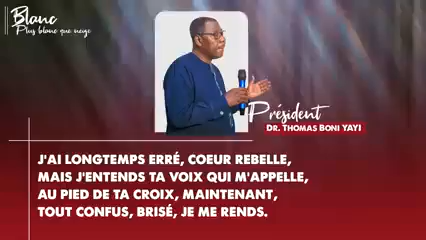 Blanc
Plus blanc que neige
Président
DR. THOMAS BONI YAYI
J'AI LONGTEMPS ERRÉ, COEUR REBELLE,
MAIS J'ENTENDS TA VOIX QUI M'APPELLE,
AU PIED DE TA CROIX, MAINTENANT,
TOUT CONFUS, BRISÉ, JE ME RENDS.